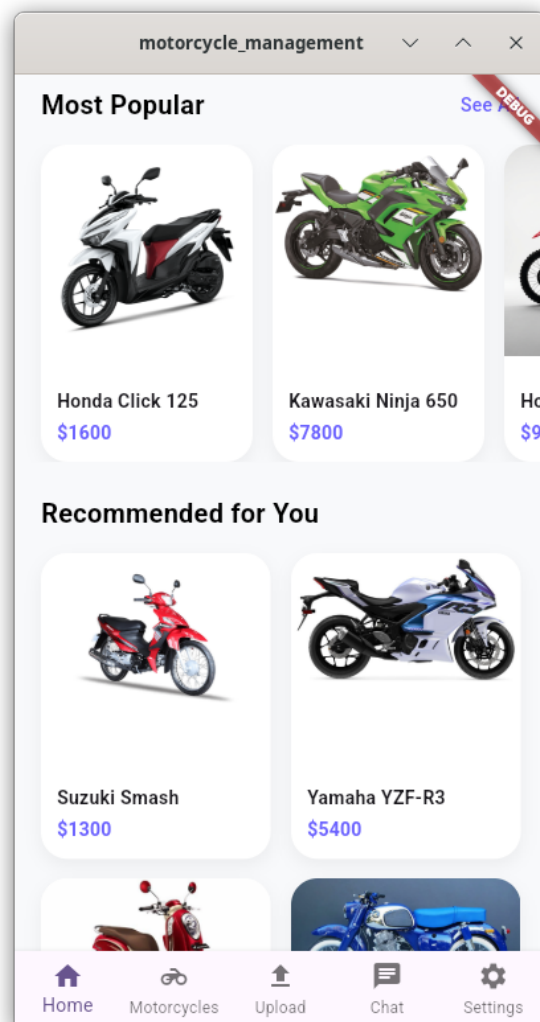 motorcycle_management
DEBUG
Most Popular
See
Honda Click 125
Kawasaki Ninja 650
$1600
$7800
Recommended for You
Suzuki Smash
Yamaha YZF-R3
$1300
$5400
Home
Motorcycles
Upload
Chat
Settings